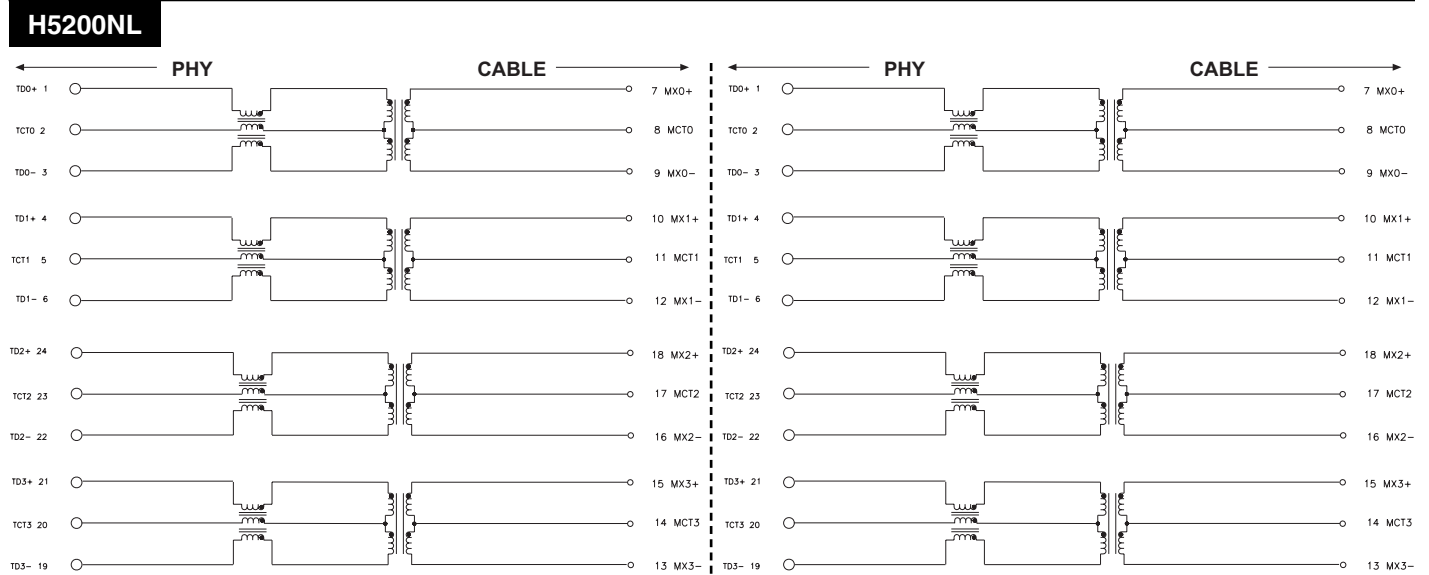 H5200NL
PHY CABLE PHY CABLE
TD0+ 1 7 MX0+ TD0+ 1 7 MX0+
TCT0 2 8 MCT0 TCT0 2 8 MCT0
TD0- 3 9 MX0- TD0- 3 9 MX0-
TD1+ 4 10 MX1+ TD1+ 4 10 MX1+
TCT1 5 11 MCT1 TCT1 5 11 MCT1
TD1- 6 12 MX1- TD1- 6 12 MX1-
TD2+ 24 18 MX2+ TD2+ 24 18 MX2+
TCT2 23 17 MCT2 TCT2 23 17 MCT2
TD2- 22 16 MX2- TD2- 22 16 MX2-
TD3+ 21 15 MX3+ TD3+ 21 15 MX3+
TCT3 20 14 MCT3 TCT3 20 14 MCT3
TD3- 19 13 MX3- TD3- 19 13 MX3-